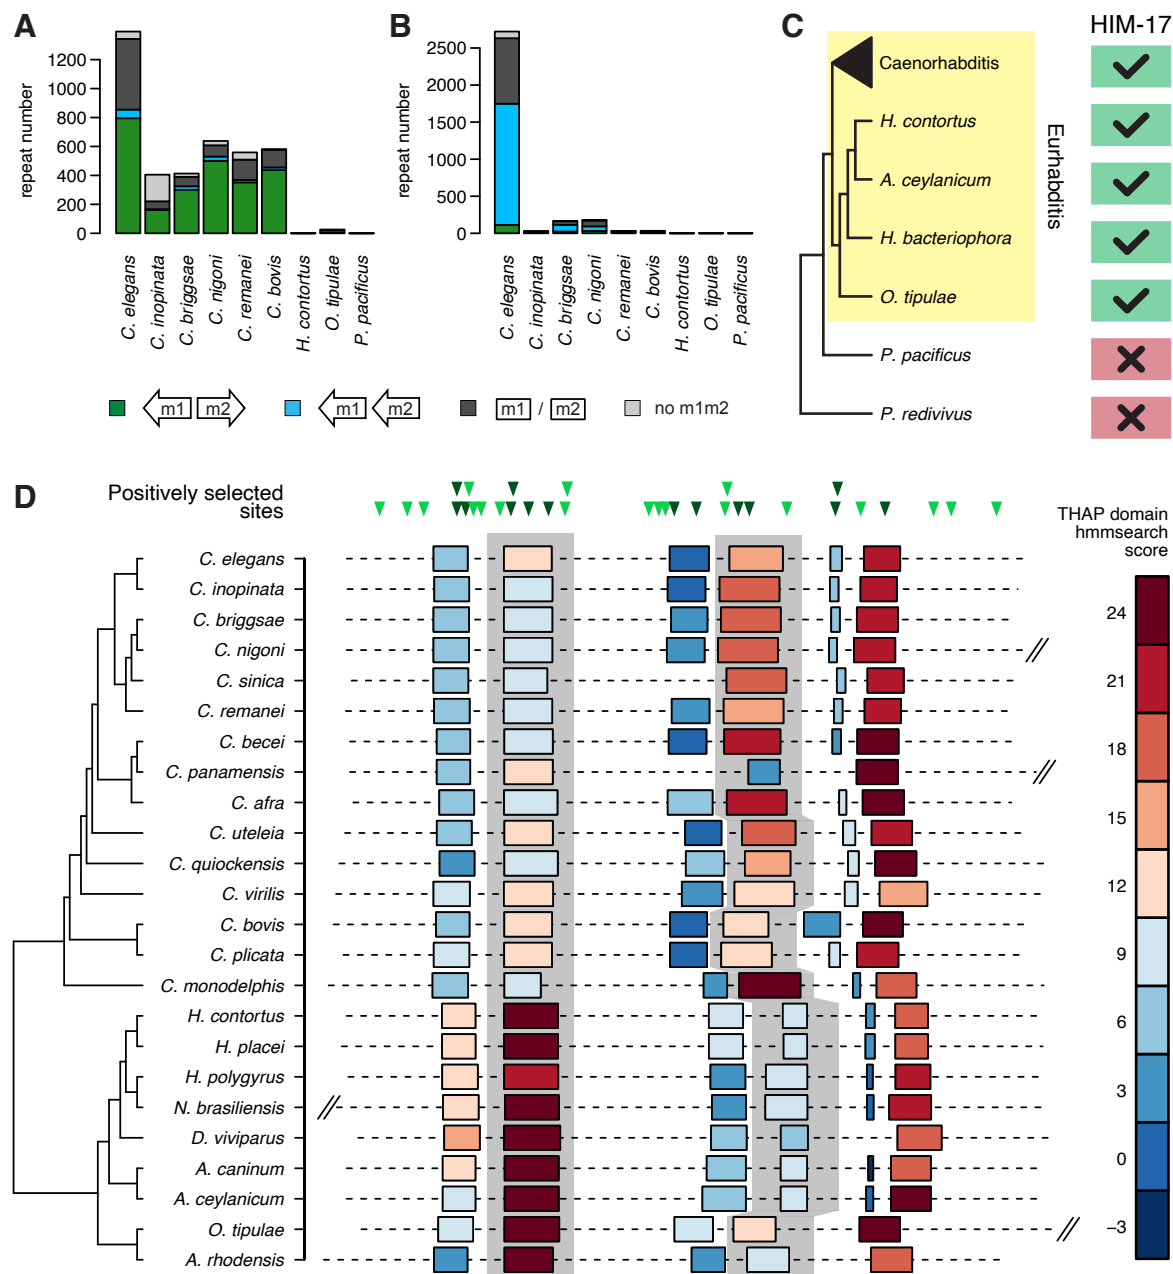 A
repeat number
1200
1000
800
600
400
200
0
C. elegans
C. inopinata
C. briggsae
C. nigoni
C. remanei
C. bovis
H. contortus
O. tipulae
P. pacificus
B
repeat number
2500
2000
1500
1000
500
0
C. elegans
C. inopinata
C. briggsae
C. nigoni
C. remanei
C. bovis
H. contortus
O. tipulae
P. pacificus
m1 m2
m1 m2
m1 / m2
no m1m2
C
HIM-17
Caenorhabditis
H. contortus
A. ceylanicum
H. bacteriophora
O. tipulae
P. pacificus
P. redivivus
Eurhabditis
D
Positively selected
sites
C. elegans
C. inopinata
C. briggsae
C. nigoni
C. sinica
C. remanei
C. becei
C. panamensis
C. afra
C. uteleia
C. quiockensis
C. virilis
C. bovis
C. plicata
C. monodelphis
H. contortus
H. placei
H. polygyrus
N. brasiliensis
D. viviparus
A. caninum
A. ceylanicum
O. tipulae
A. rhodensis
THAP domain
hmmsearch
score
24
21
18
15
12
9
6
3
0
−3